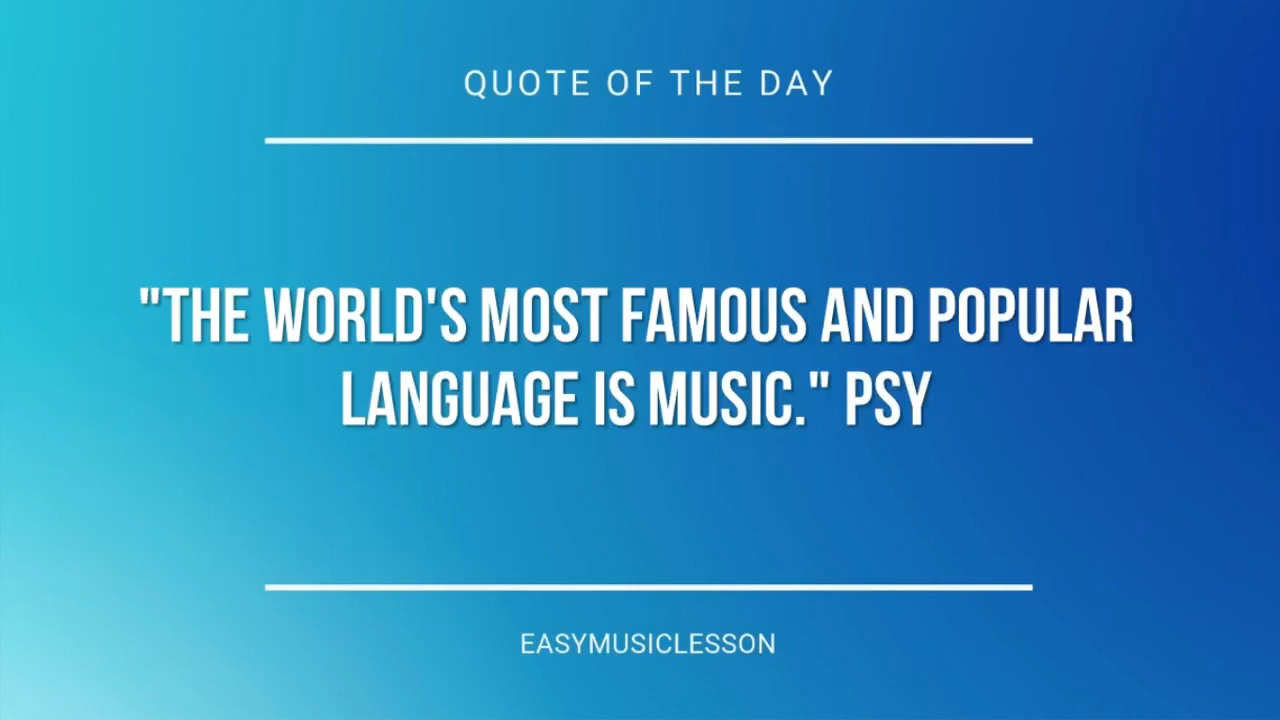 QUOTE OF THE DAY
"THE WORLD'S MOST FAMOUS AND POPULAR
LANGUAGE IS MUSIC." PSY
EASYMUSICLESSON